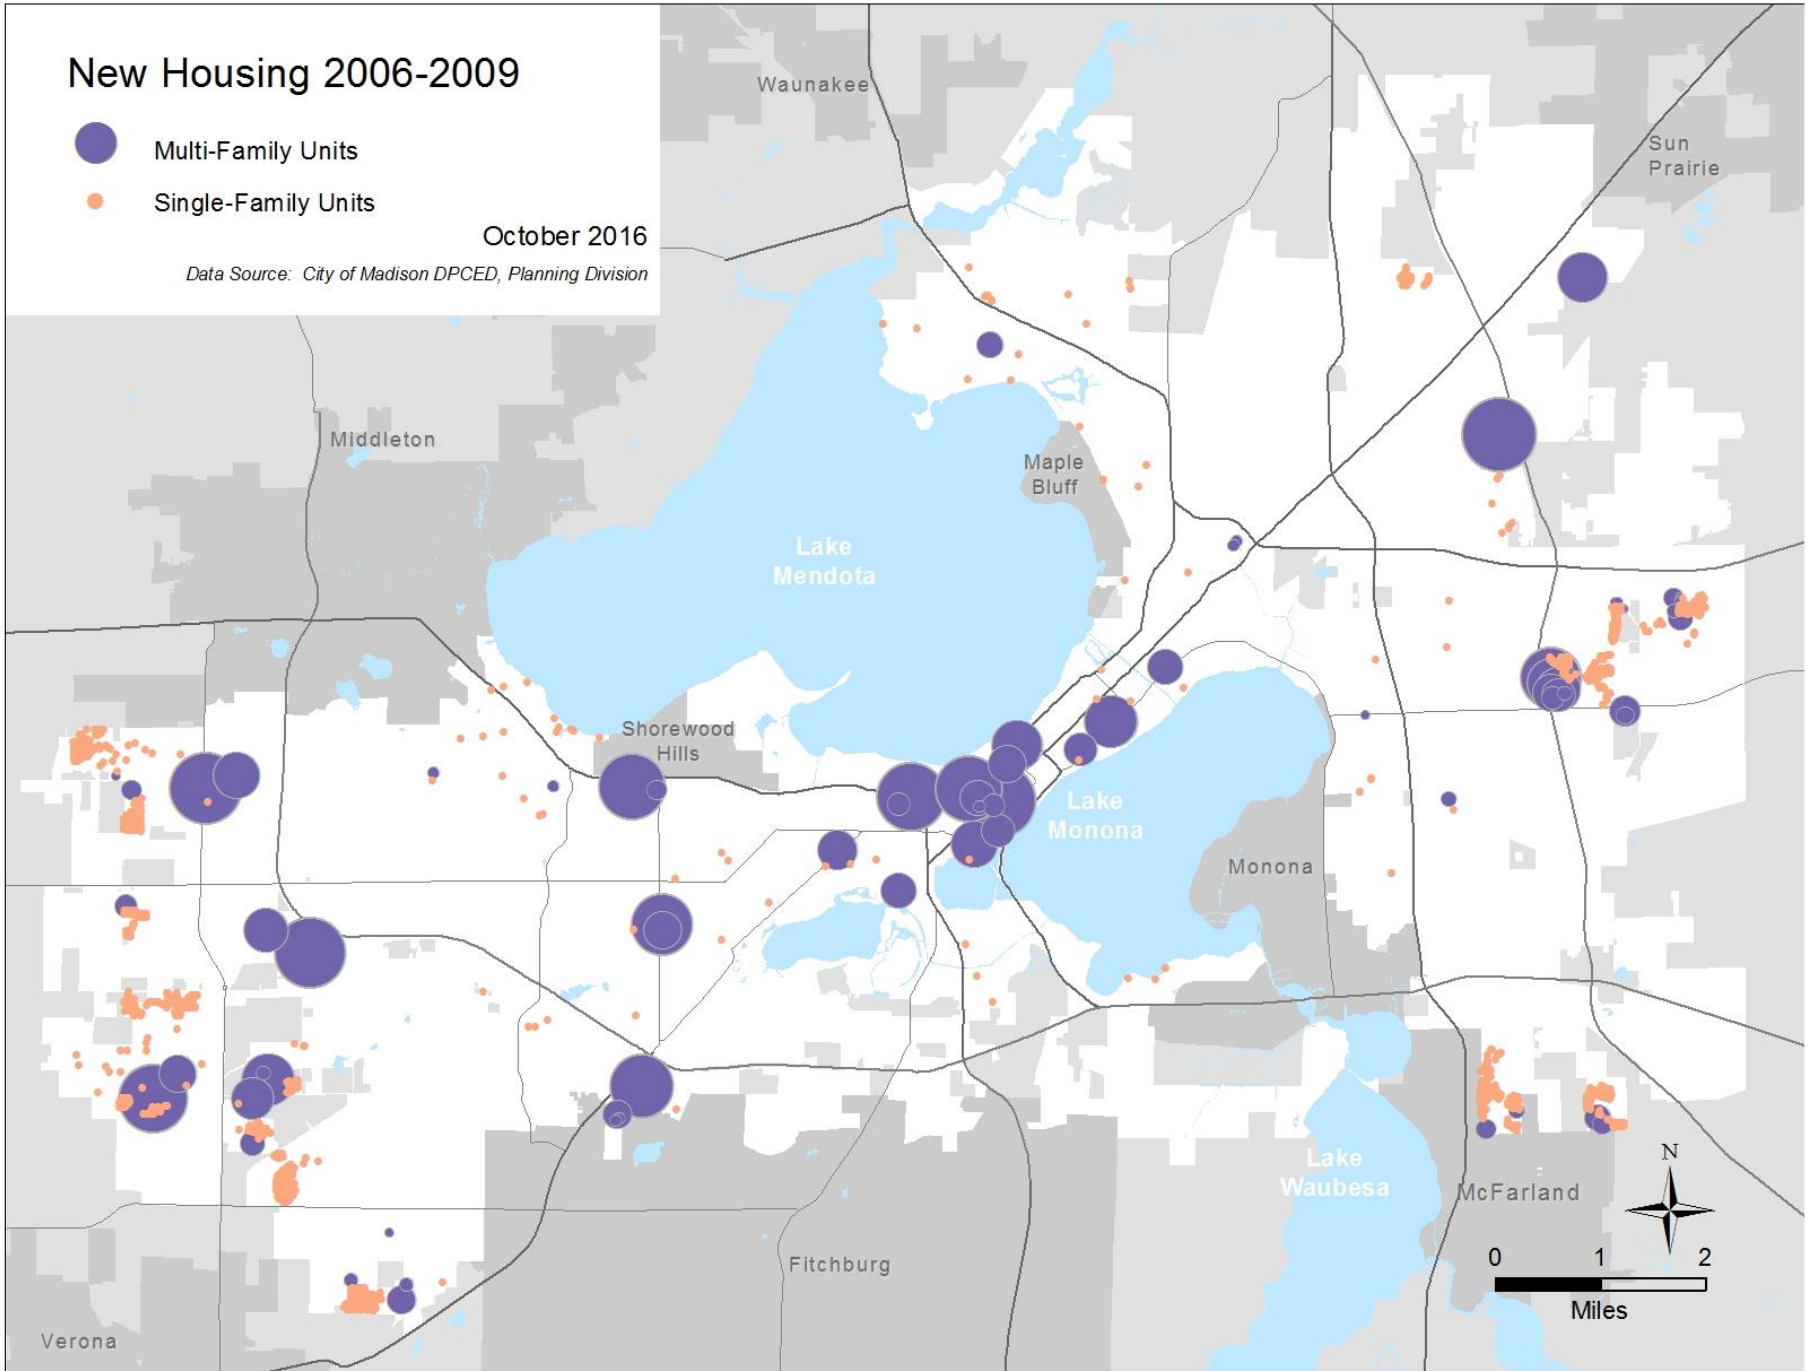 New Housing 2006-2009
Multi-Family Units
Single-Family Units
October 2016
Data Source: City of Madison DPCED, Planning Division
Waunakee
Sun
Prairie
Middleton
Maple
Bluff
Lake
Mendota
Shorewood
Hills
Lake
Monona
Monona
N
Lake
Waubesa
McFarland
Fitchburg
0 1 2
Miles
Verona